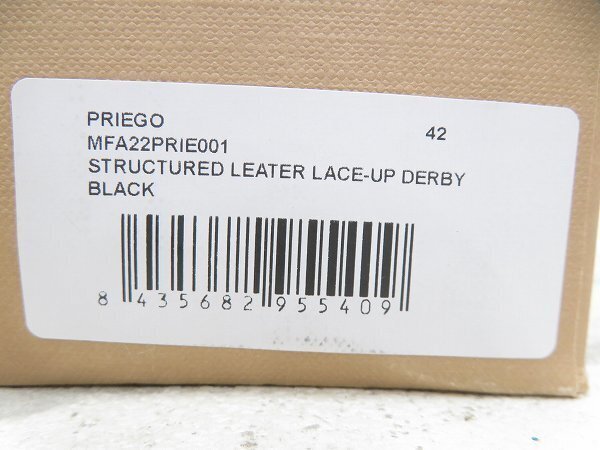 PRIEGO 42
MFA22PRIE001
STRUCTURED LEATER LACE-UP DERBY
BLACK
8 435682 955409